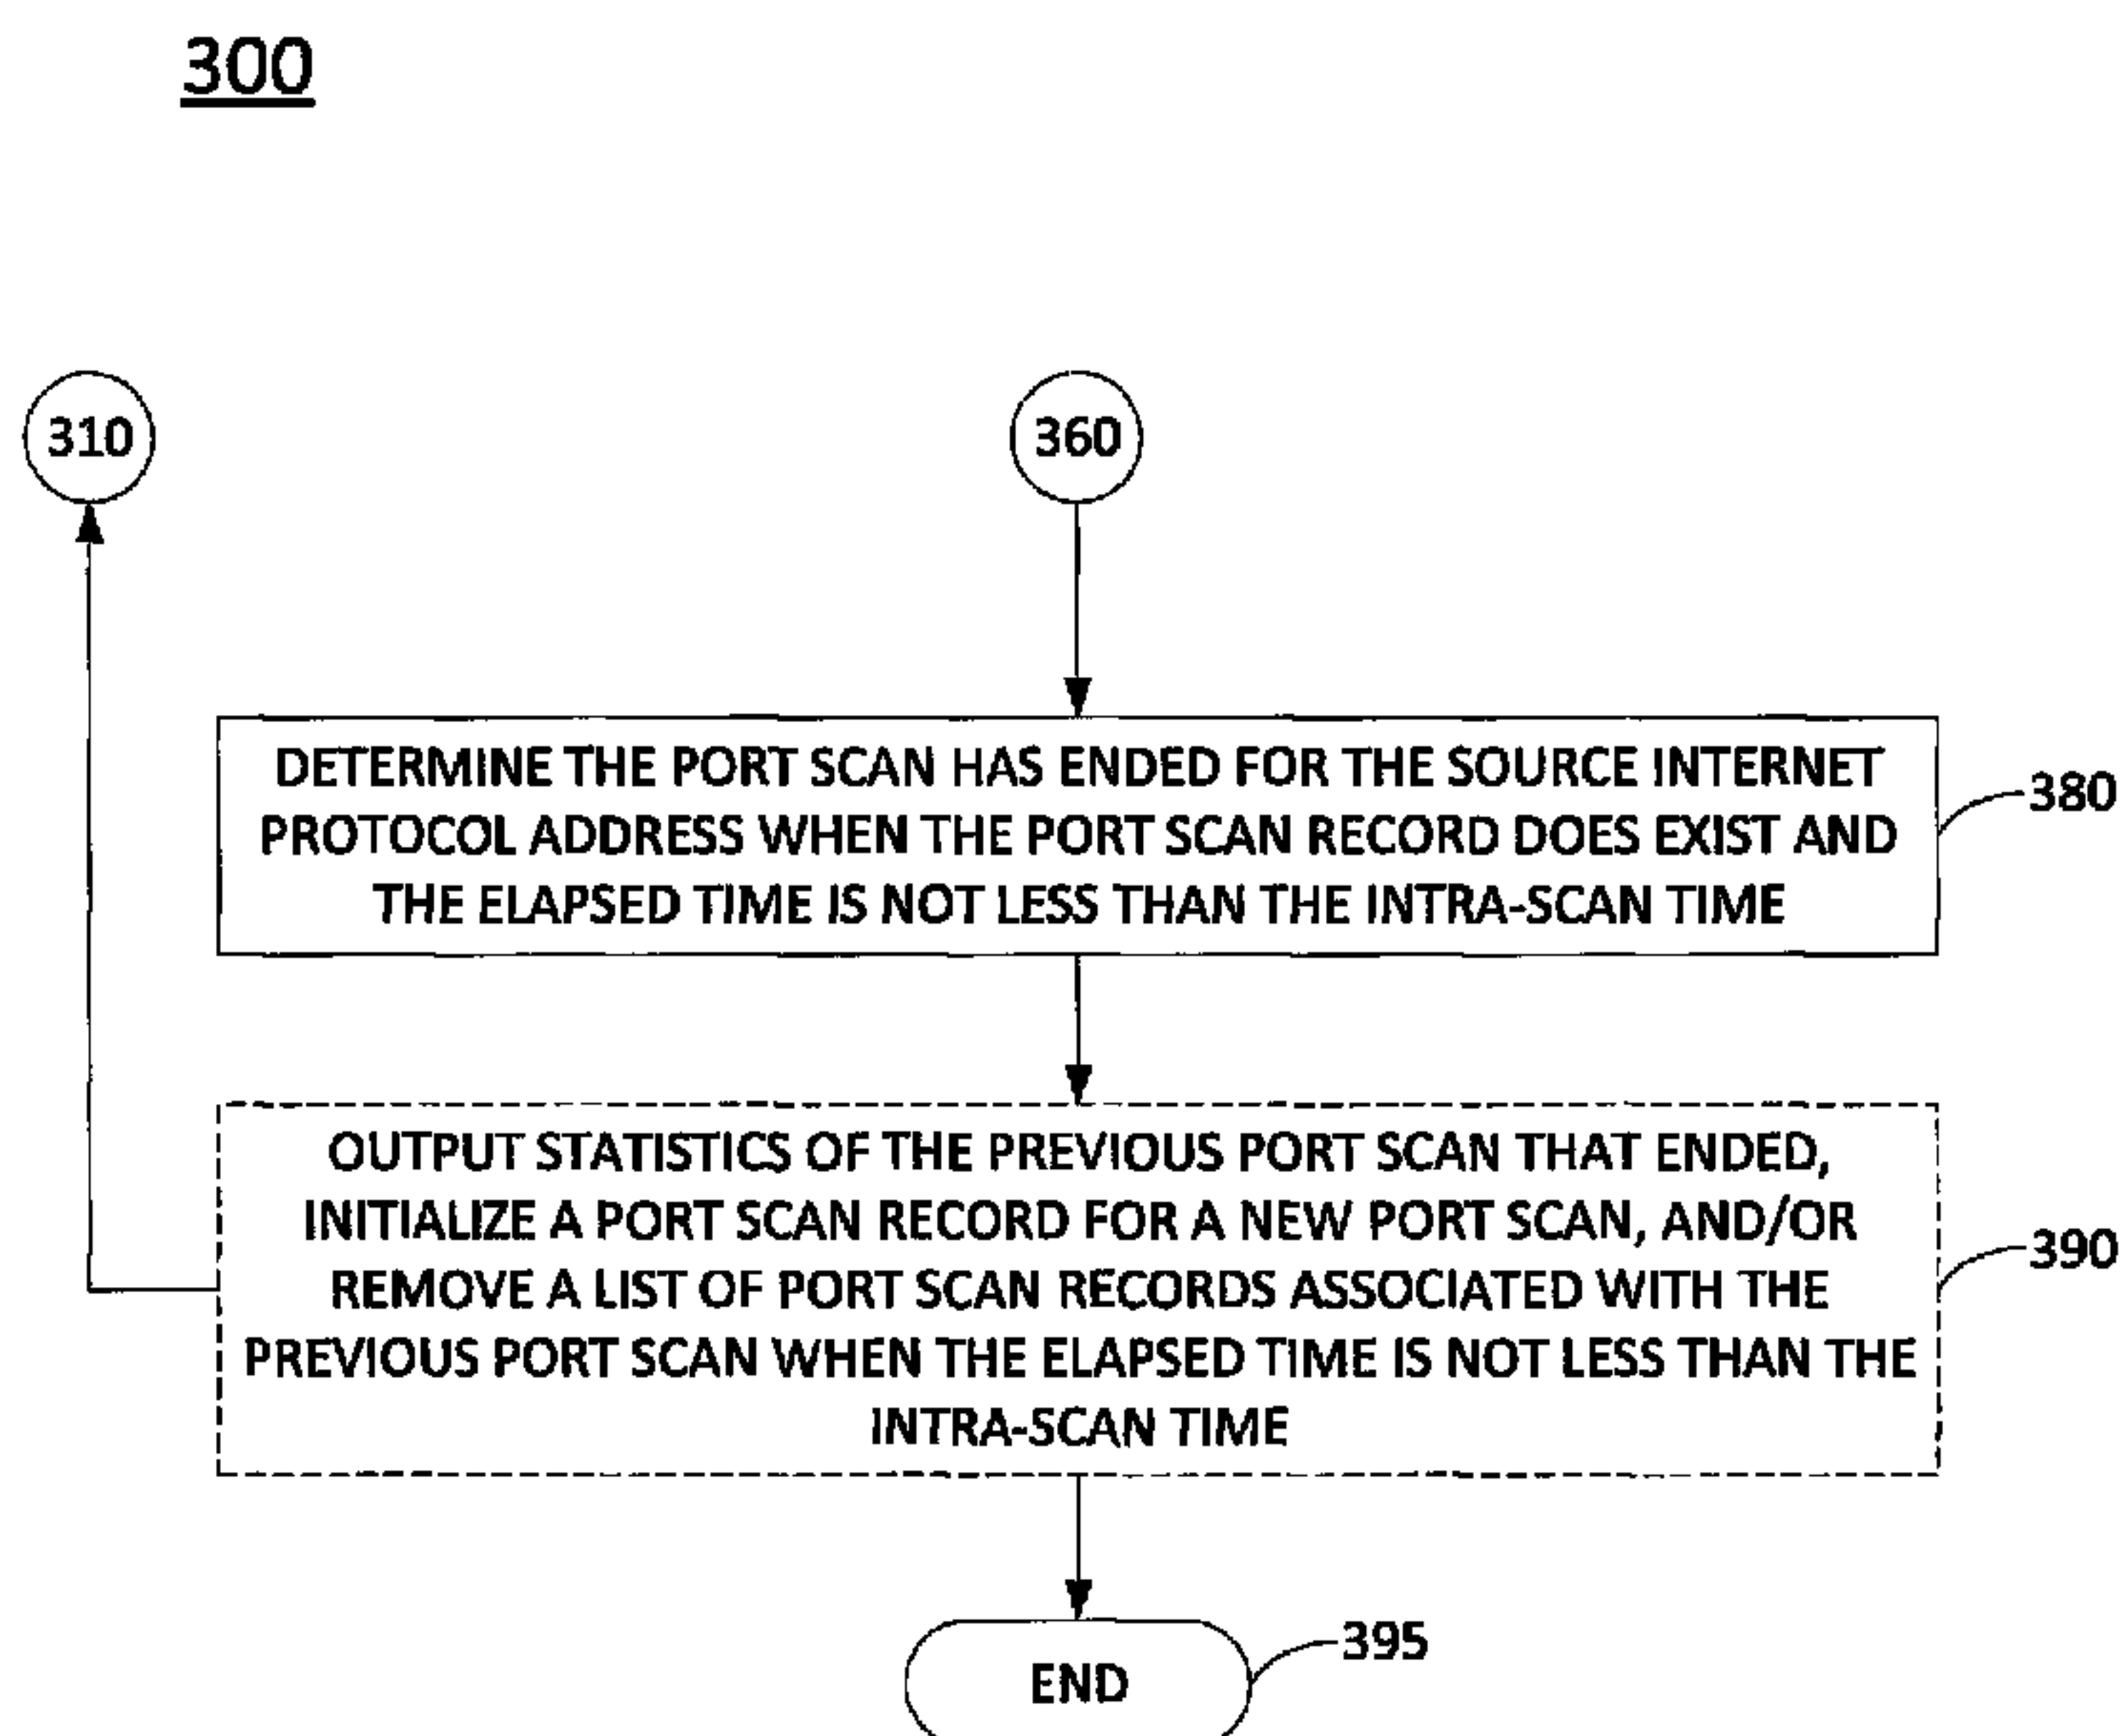 300
310
360
DETERMINE THE PORT SCAN HAS ENDED FOR THE SOURCE INTERNET
PROTOCOL ADDRESS WHEN THE PORT SCAN RECORD DOES EXIST AND
THE ELAPSED TIME IS NOT LESS THAN THE INTRA-SCAN TIME
380
OUTPUT STATISTICS OF THE PREVIOUS PORT SCAN THAT ENDED,
INITIALIZE A PORT SCAN RECORD FOR A NEW PORT SCAN, AND/OR
REMOVE A LIST OF PORT SCAN RECORDS ASSOCIATED WITH THE
PREVIOUS PORT SCAN WHEN THE ELAPSED TIME IS NOT LESS THAN THE
INTRA-SCAN TIME
390
END
395